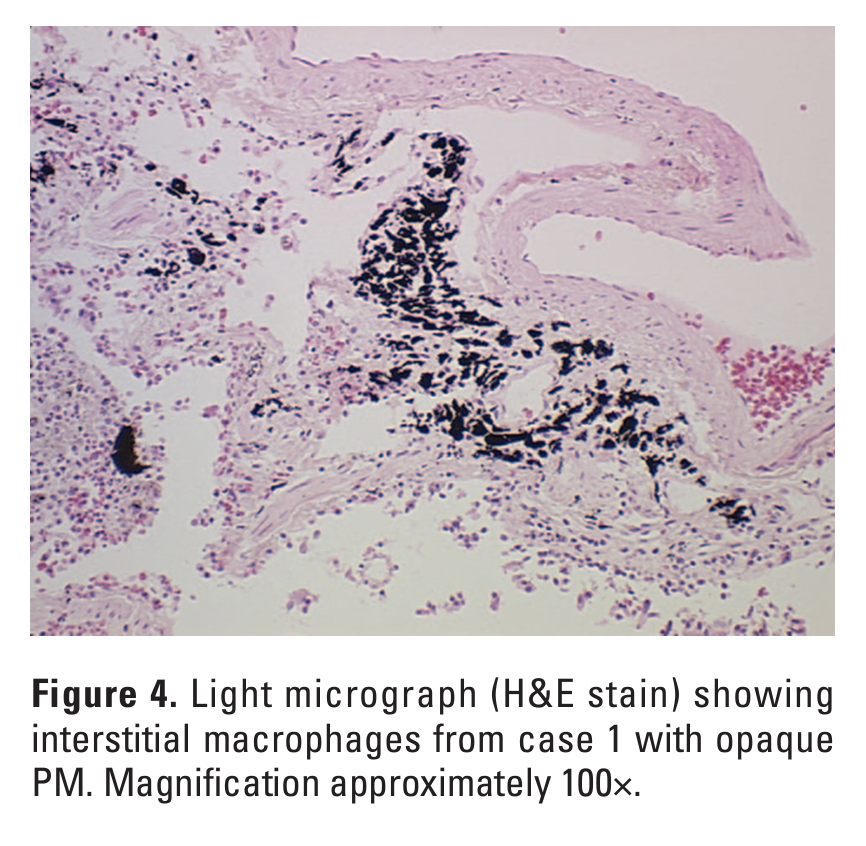 Figure 4. Light micrograph (H&E stain) showing
interstitial macrophages from case 1 with opaque
PM. Magnification approximately 100×.